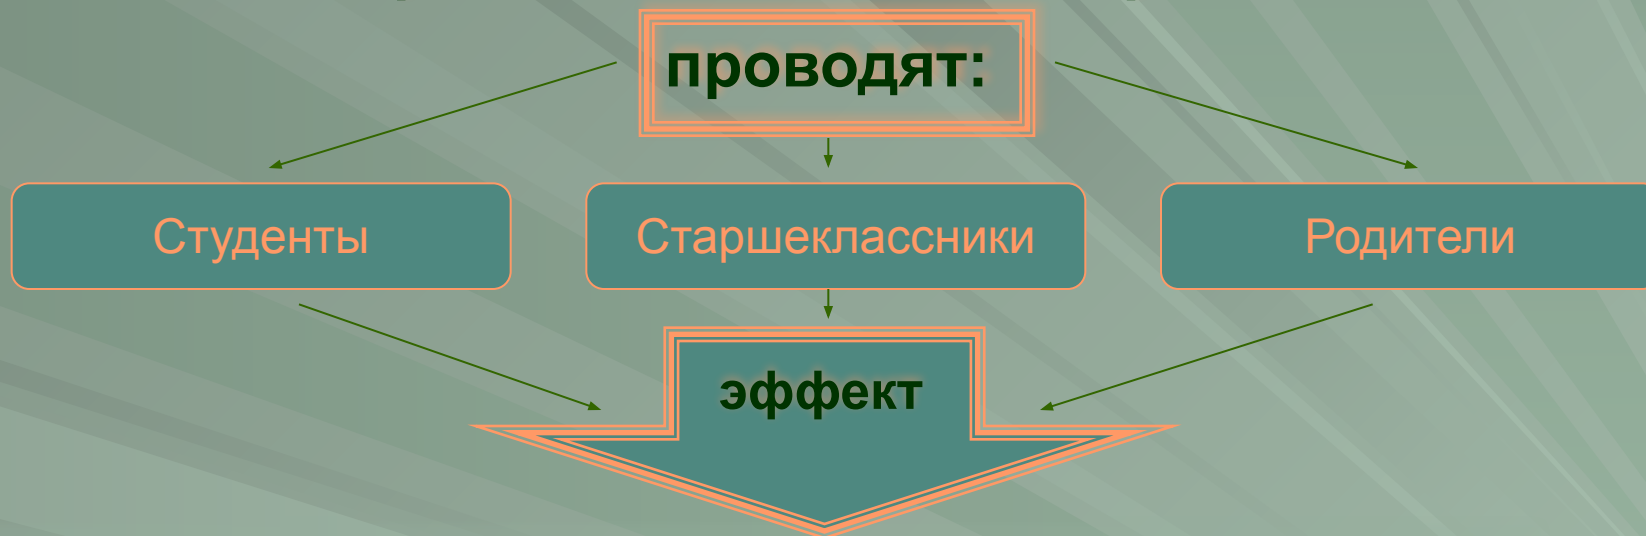 проводят:
Студенты
Старшеклассники
Родители
эффект